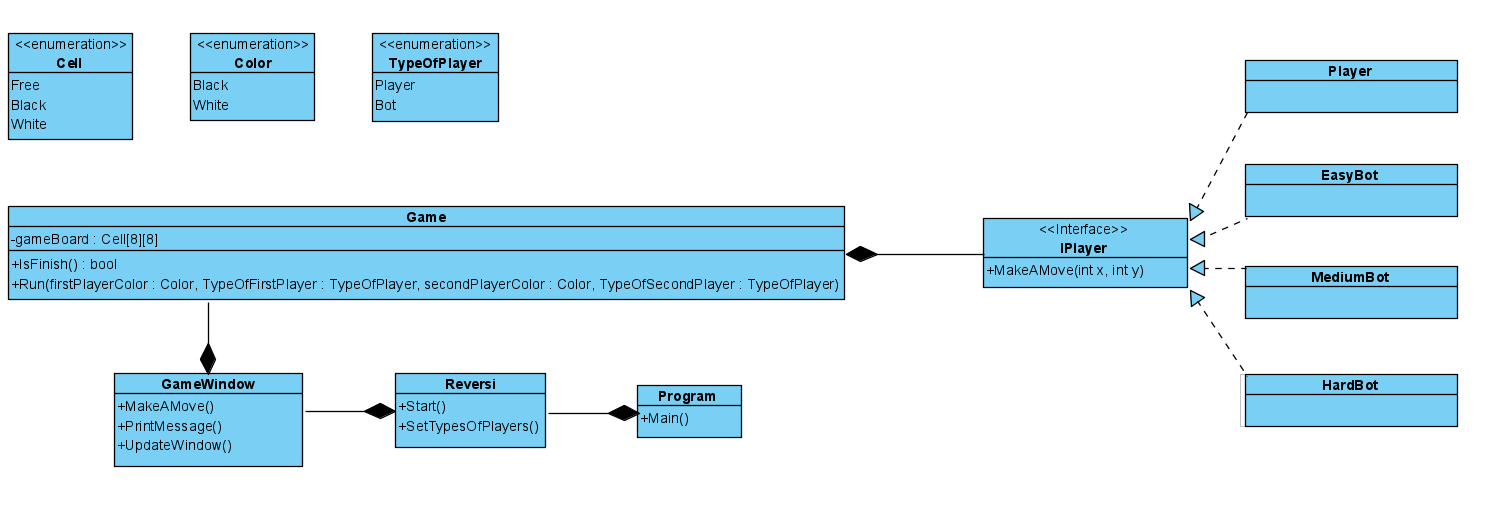 <<enumeration>>
Cell
Free
Black
White
<<enumeration>>
Color
Black
White
<<enumeration>>
TypeOfPlayer
Player
Bot
Player
EasyBot
MediumBot
HardBot
<<Interface>>
IPlayer
+MakeAMove(int x, int y)
Game
-gameBoard : Cell[8][8]
+IsFinish() : bool
+Run(firstPlayerColor : Color, TypeOfFirstPlayer : TypeOfPlayer, secondPlayerColor : Color, TypeOfSecondPlayer : TypeOfPlayer)
GameWindow
+MakeAMove()
+PrintMessage()
+UpdateWindow()
Reversi
+Start()
+SetTypesOfPlayers()
Program
+Main()